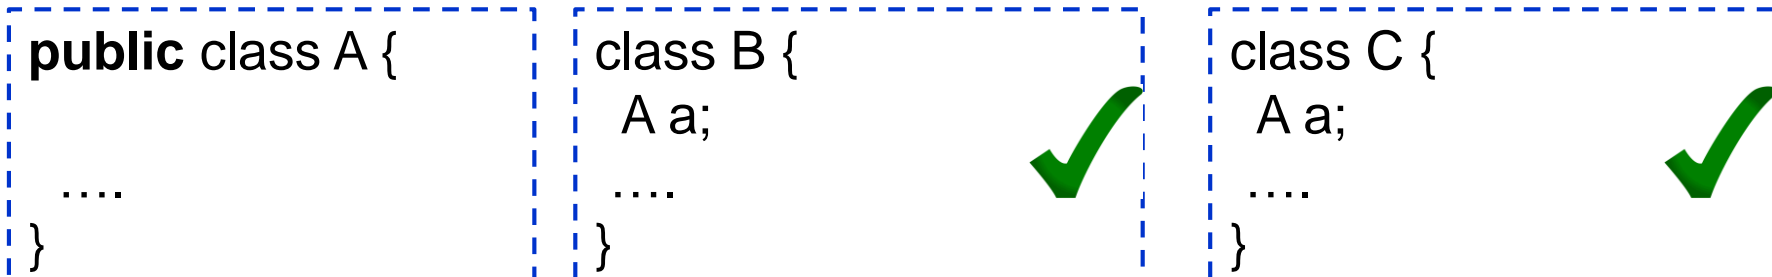 public class A {
….
}
class B {
A a;
….
}
class C {
A a;
….
}